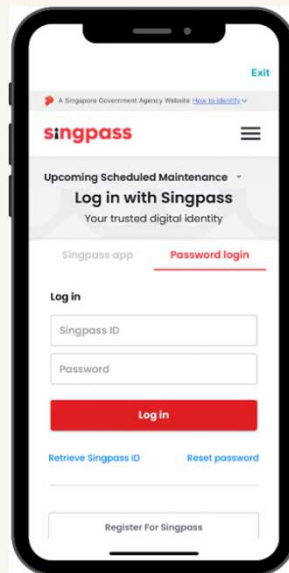 Exit
A Singapore Government Agency Website How to identify
singpass
Upcoming Scheduled Maintenance
Log in with Singpass
Your trusted digital identity
Singpass app Password login
Log in
Singpass ID
Password
Log in
Retrieve Singpass ID Reset password
Register For Singpass